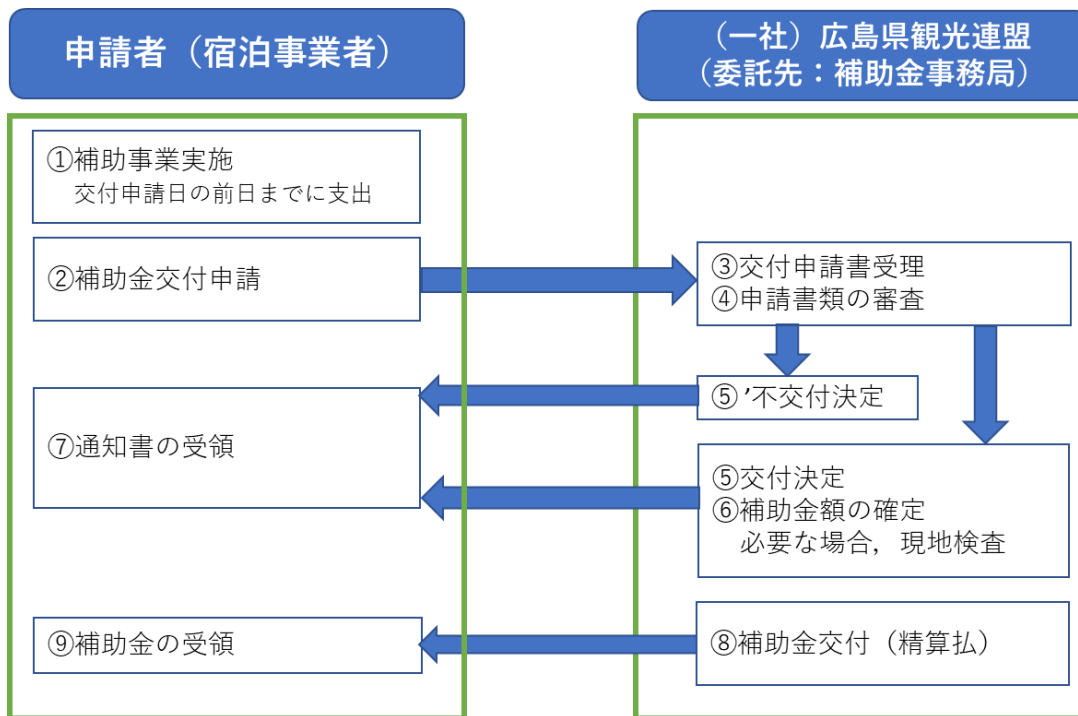 申請者（宿泊事業者）
（一社）広島県観光連盟
（委託先：補助金事務局）
①補助事業実施
交付申請日の前日までに支出
②補助金交付申請
③交付申請書受理
④申請書類の審査
⑤’不交付決定
⑦通知書の受領
⑤交付決定
⑥補助金額の確定
必要な場合，現地検査
⑨補助金の受領
⑧補助金交付（精算払）